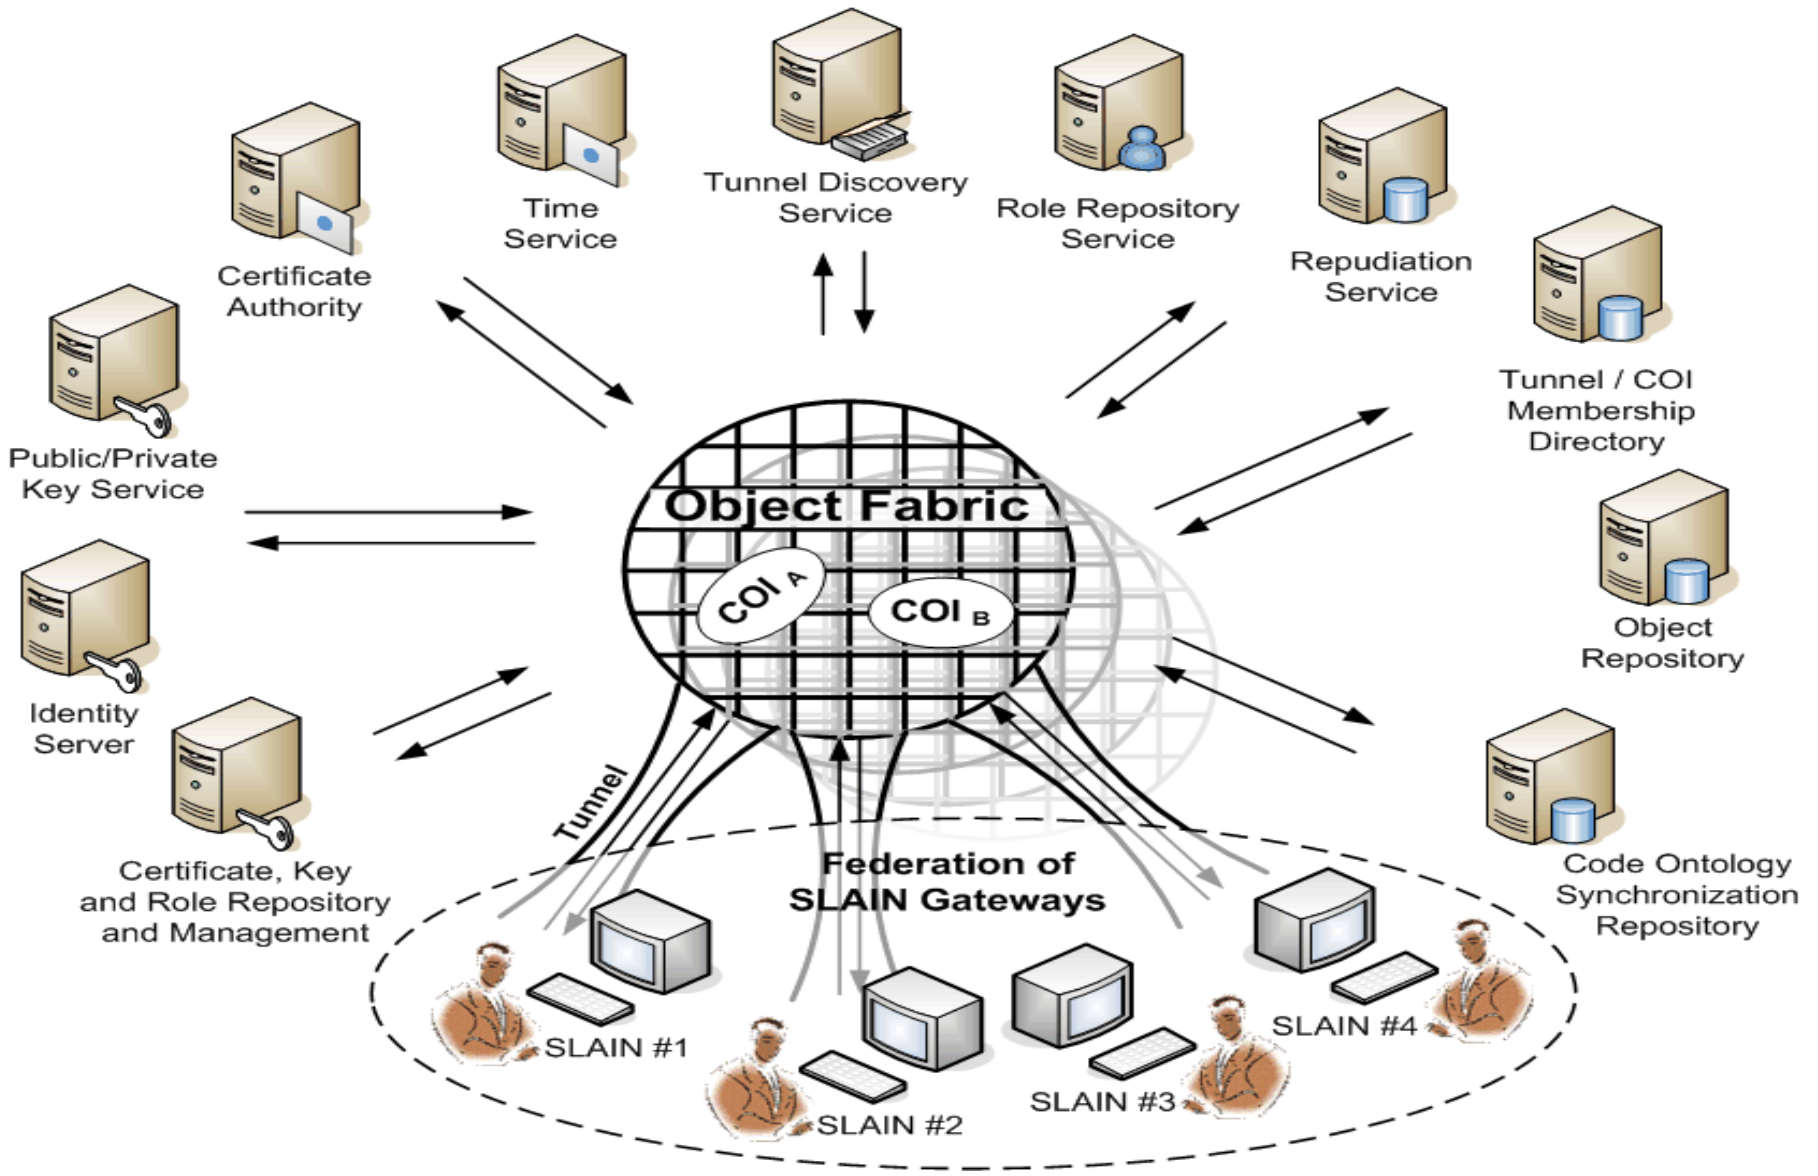 Tunnel Discovery
Service
Time
Service
Role Repository
Service
Certificate
Authority
Repudiation
Service
Public/Private
Key Service
Tunnel / COI
Membership
Directory
Object Fabric
COI A
COI B
Identity
Server
Object
Repository
Tunnel
Certificate, Key
and Role Repository
and Management
Federation of
SLAIN Gateways
Code Ontology
Synchronization
Repository
SLAIN #1
SLAIN #2
SLAIN #3
SLAIN #4